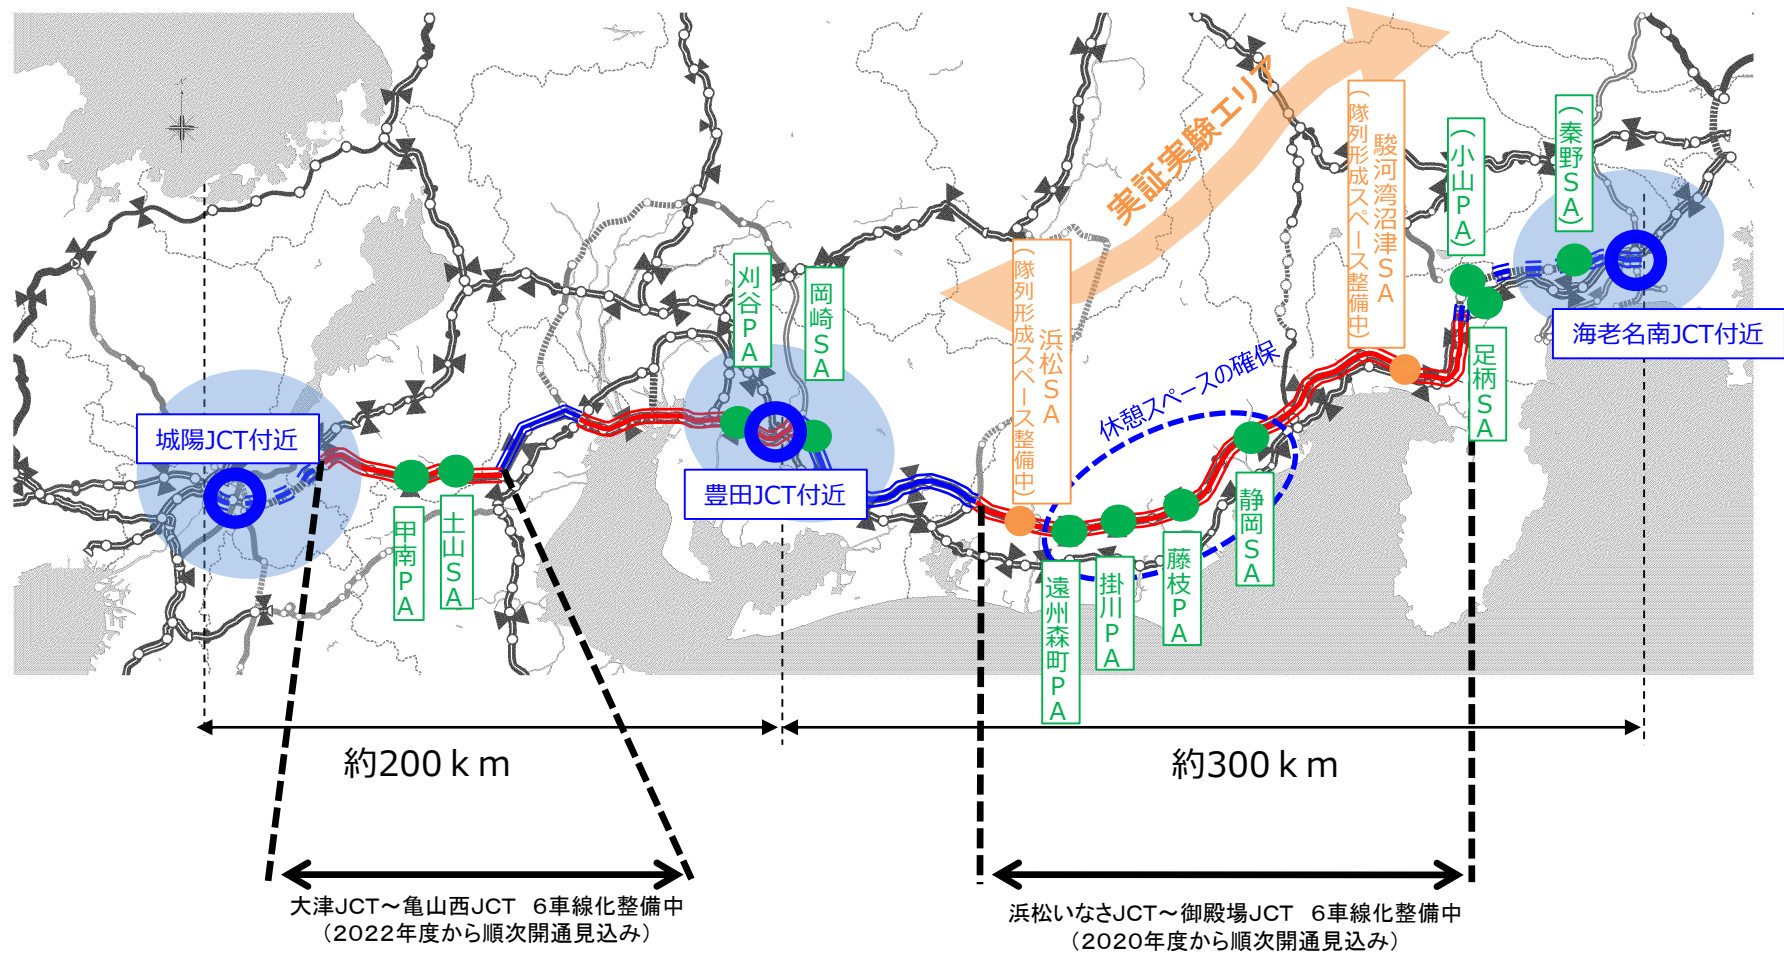 実証実験エリア
駿河湾沼津SA
(隊列形成スペース整備中)
(小山PA)
(秦野SA)
刈谷PA
岡崎SA
浜松SA
(隊列形成スペース整備中)
海老名南JCT付近
足柄SA
休憩スペースの確保
城陽JCT付近
豊田JCT付近
甲南PA
土山SA
静岡SA
藤枝PA
掛川PA
遠州森町PA
約200km
約300km
大津JCT～亀山西JCT 6車線化整備中
(2022年度から順次開通見込み)
浜松いなさJCT～御殿場JCT 6車線化整備中
(2020年度から順次開通見込み)